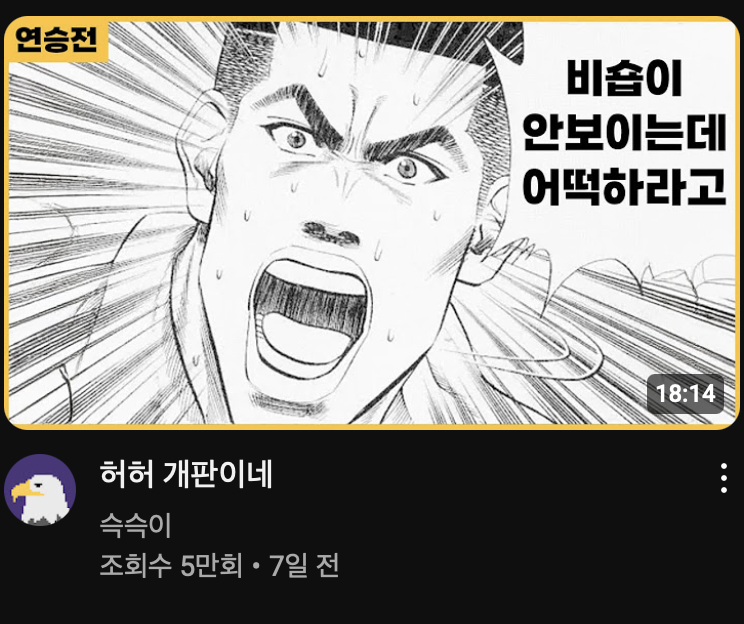 연승전
비숍이
안보이는데
어떡하라고
18:14
허허 개판이네
슥슥이
조회수 5만회 • 7일 전